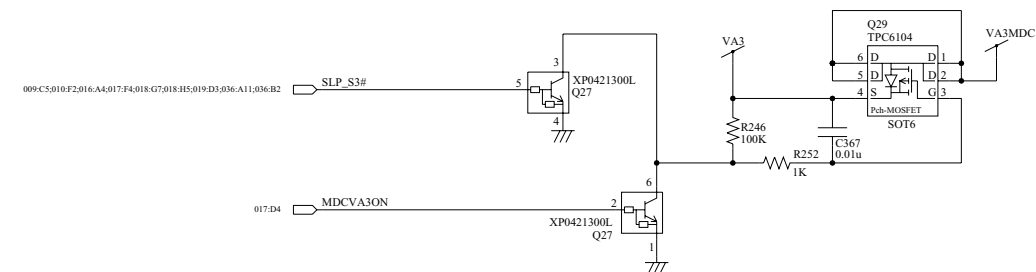 Q29
TPC6104
VA3MDC
VA3
6 D D 1
5 D D 2
4 S G 3
Pch-MOSFET
SOT6
3
XP0421300L
Q27
5
4
009:C5;010:F2;016:A4;017:F4;018:G7;018:H5;019:D3;036:A11;036:B2
SLP_S3#
R246
100K
C367
0.01u
R252
1K
6
017:D4
MDCVA3ON
2
XP0421300L
Q27
1